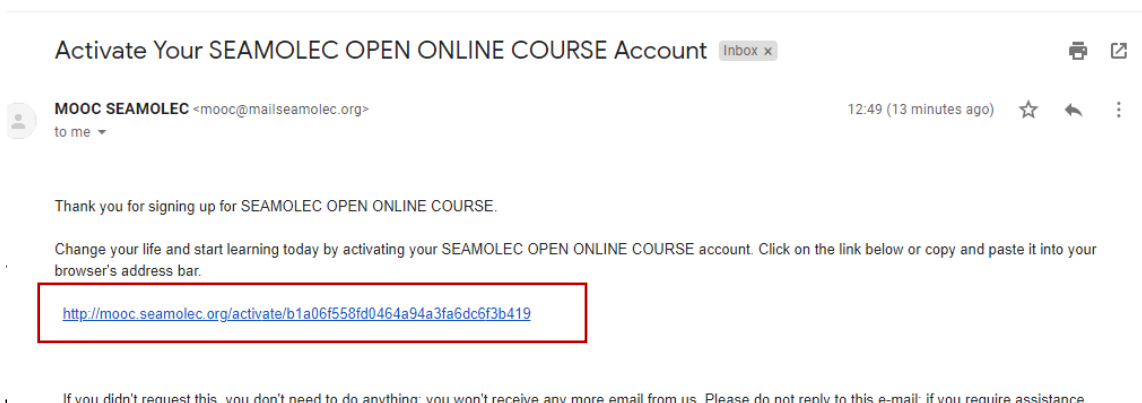 Activate Your SEAMOLEC OPEN ONLINE COURSE Account Inbox x
MOOC SEAMOLEC <mooc@mailseamolec.org> 12:49 (13 minutes ago)
to me
Thank you for signing up for SEAMOLEC OPEN ONLINE COURSE.
Change your life and start learning today by activating your SEAMOLEC OPEN ONLINE COURSE account. Click on the link below or copy and paste it into your
browser's address bar.
http://mooc.seamolec.org/activate/b1a06f558fd0464a94a3fa6dc6f3b419
If you didn't request this, you don't need to do anything; you won't receive any more email from us. Please do not reply to this e-mail; if you require assistance,